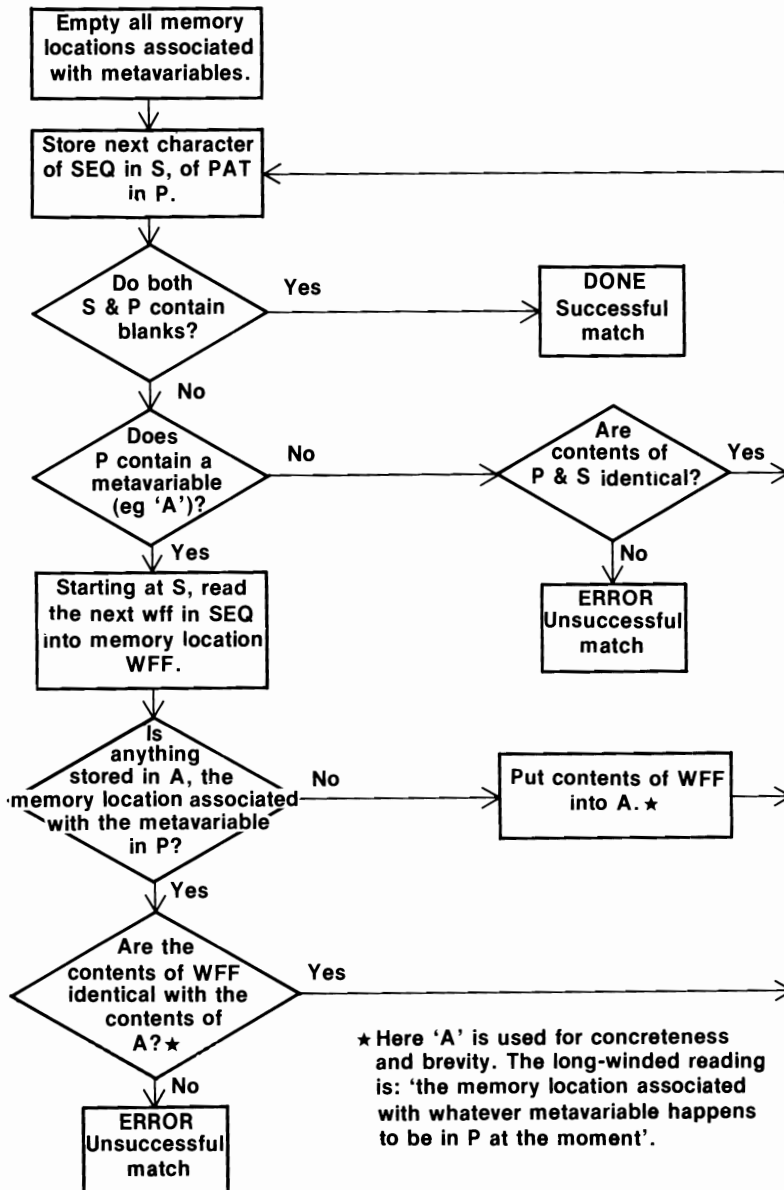 Empty all memory
locations associated
with metavariables.
Store next character
of SEQ in S, of PAT
in P.
Do both
S & P contain
blanks?
Yes
DONE
Successful
match
No
Does
P contain a
metavariable
(eg ‘A’)?
No
Are
contents of
P & S identical?
Yes
Yes
No
Starting at S, read
the next wff in SEQ
into memory location
WFF.
ERROR
Unsuccessful
match
Is
anything
stored in A, the
memory location associated
with the metavariable
in P?
No
Put contents of WFF
into A.★
Yes
Are the
contents of WFF
identical with the
contents of
A?★
Yes
No
ERROR
Unsuccessful
match
★ Here ‘A’ is used for concreteness
and brevity. The long-winded reading
is: ‘the memory location associated
with whatever metavariable happens
to be in P at the moment’.